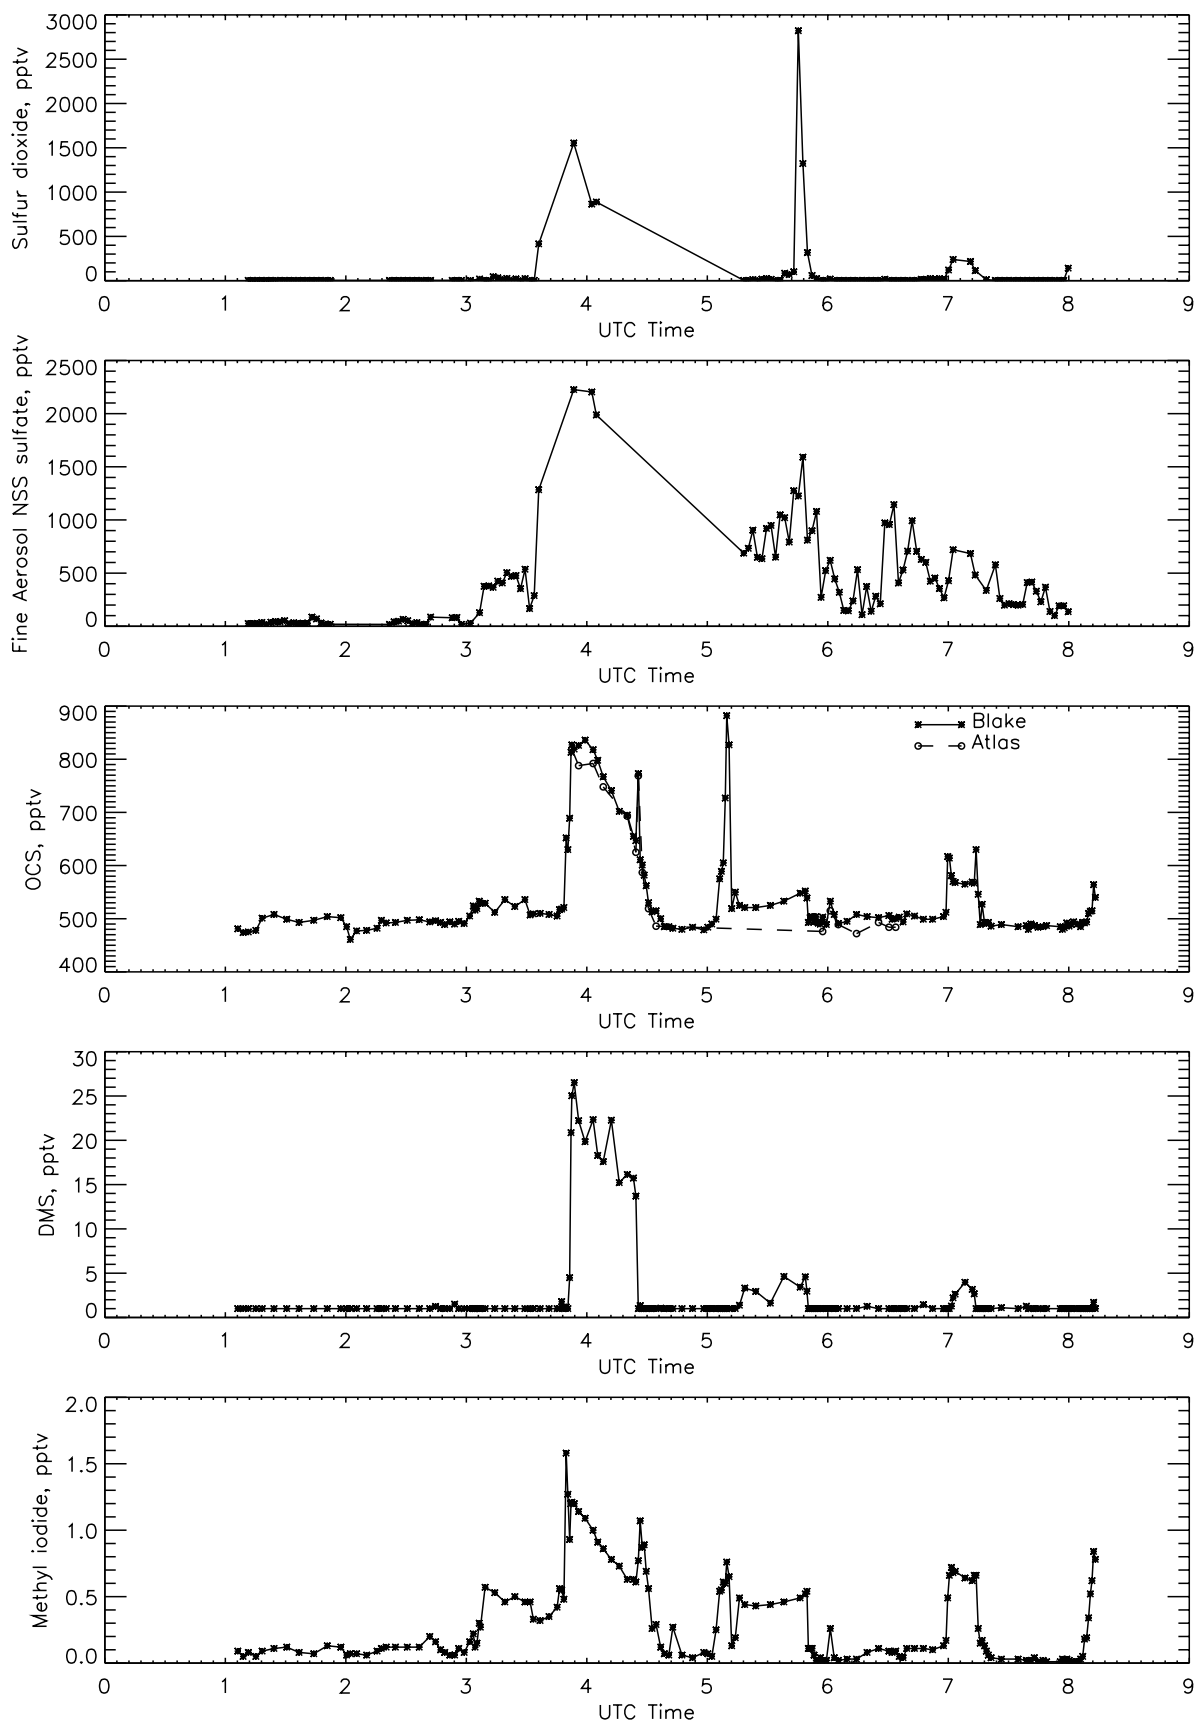 Sulfur dioxide, pptv
3000
2500
2000
1500
1000
500
0
0 1 2 3 4 5 6 7 8 9
UTC Time
Fine Aerosol NSS sulfate, pptv
2500
2000
1500
1000
500
0
0 1 2 3 4 5 6 7 8 9
UTC Time
OCS, pptv
900
800
700
600
500
400
Blake
Atlas
0 1 2 3 4 5 6 7 8 9
UTC Time
DMS, pptv
30
25
20
15
10
5
0
0 1 2 3 4 5 6 7 8 9
UTC Time
Methyl iodide, pptv
2.0
1.5
1.0
0.5
0.0
0 1 2 3 4 5 6 7 8 9
UTC Time